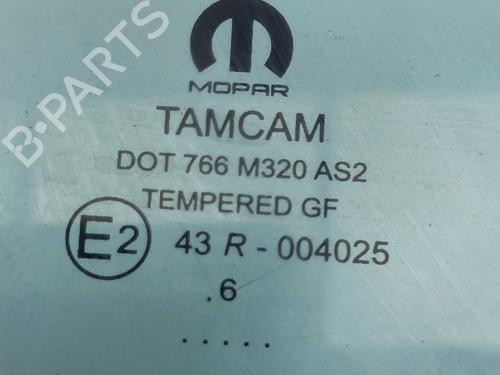 B-PARTS
MOPAR
TAMCAM
DOT 766 M320 AS2
TEMPERED GF
E2 43 R - 004025
.6
.....